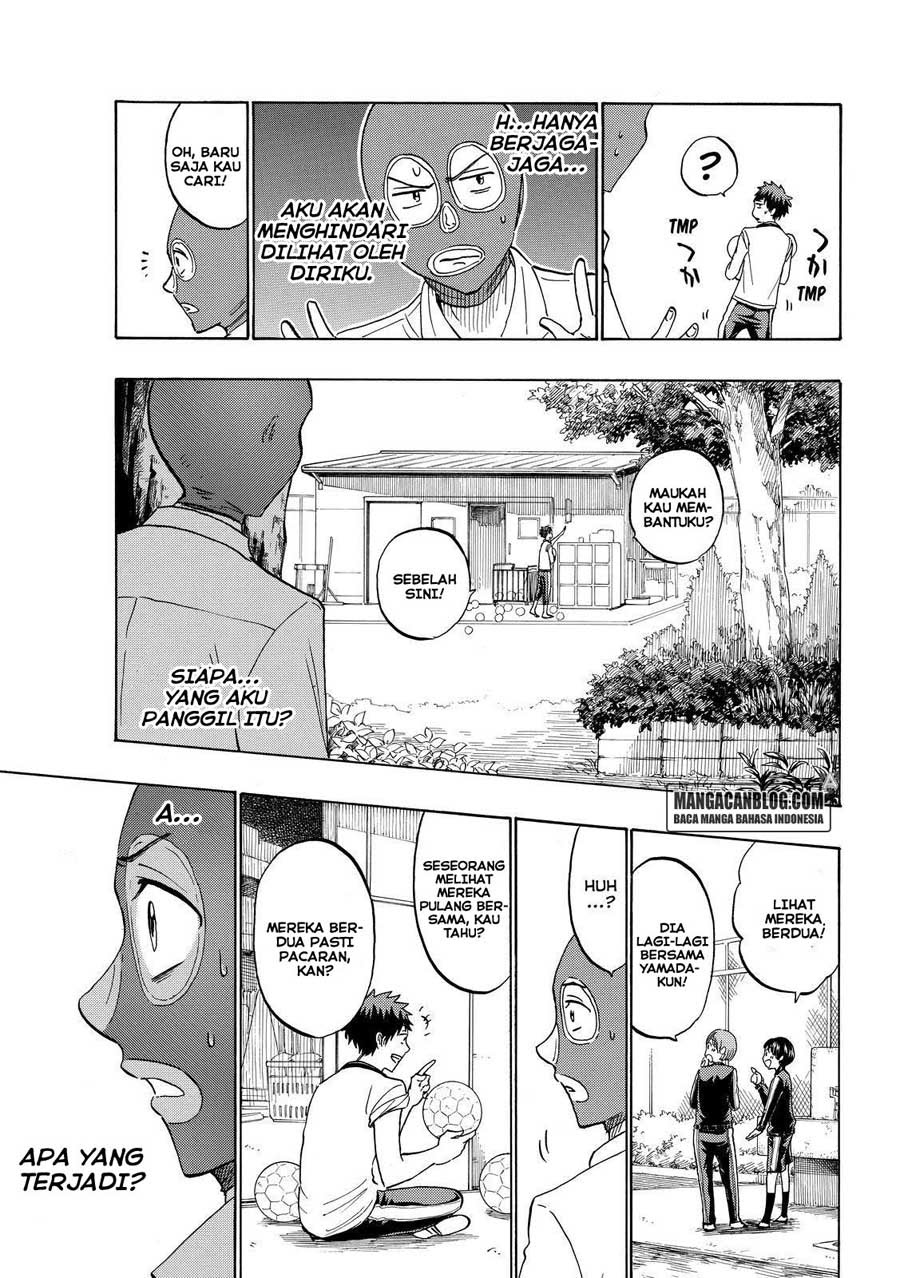 ?
TMP
つか
つか
TMP
H...HANYA
BERJAGA-
JAGA...
AKU AKAN
MENGHINDARI
DILIHAT OLEH
DIRIKU.
OH, BARU
SAJA KAU
CARI!
MAUKAH
KAU MEM-
BANTUKU?
SEBELAH
SINI!
SIAPA...
YANG AKU
PANGGIL ITU?
MANGACANBLOG.COM
BACA MANGA BAHASA INDONESIA
LIHAT
MEREKA
BERDUA!
DIA
LAGI-LAGI
BERSAMA
YAMADA-
KUN!
HUH
...?
SESEORANG
MELIHAT
MEREKA
PULANG BER-
SAMA, KAU
TAHU?
MEREKA BER-
DUA PASTI
PACARAN,
KAN?
A...
APA YANG
TERJADI?